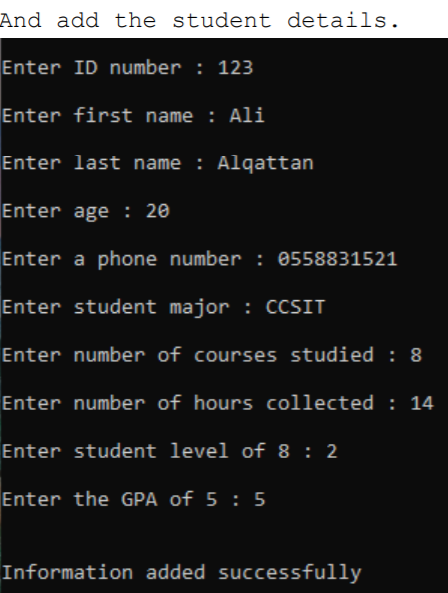 And add the student details.
Enter ID number : 123
Enter first name : Ali
Enter last name : Alqattan
Enter age : 20
Enter a phone number : 0558831521
Enter student major : CCSIT
Enter number of courses studied : 8
Enter number of hours collected : 14
Enter student level of 8 : 2
Enter the GPA of 5 : 5
Information added successfully